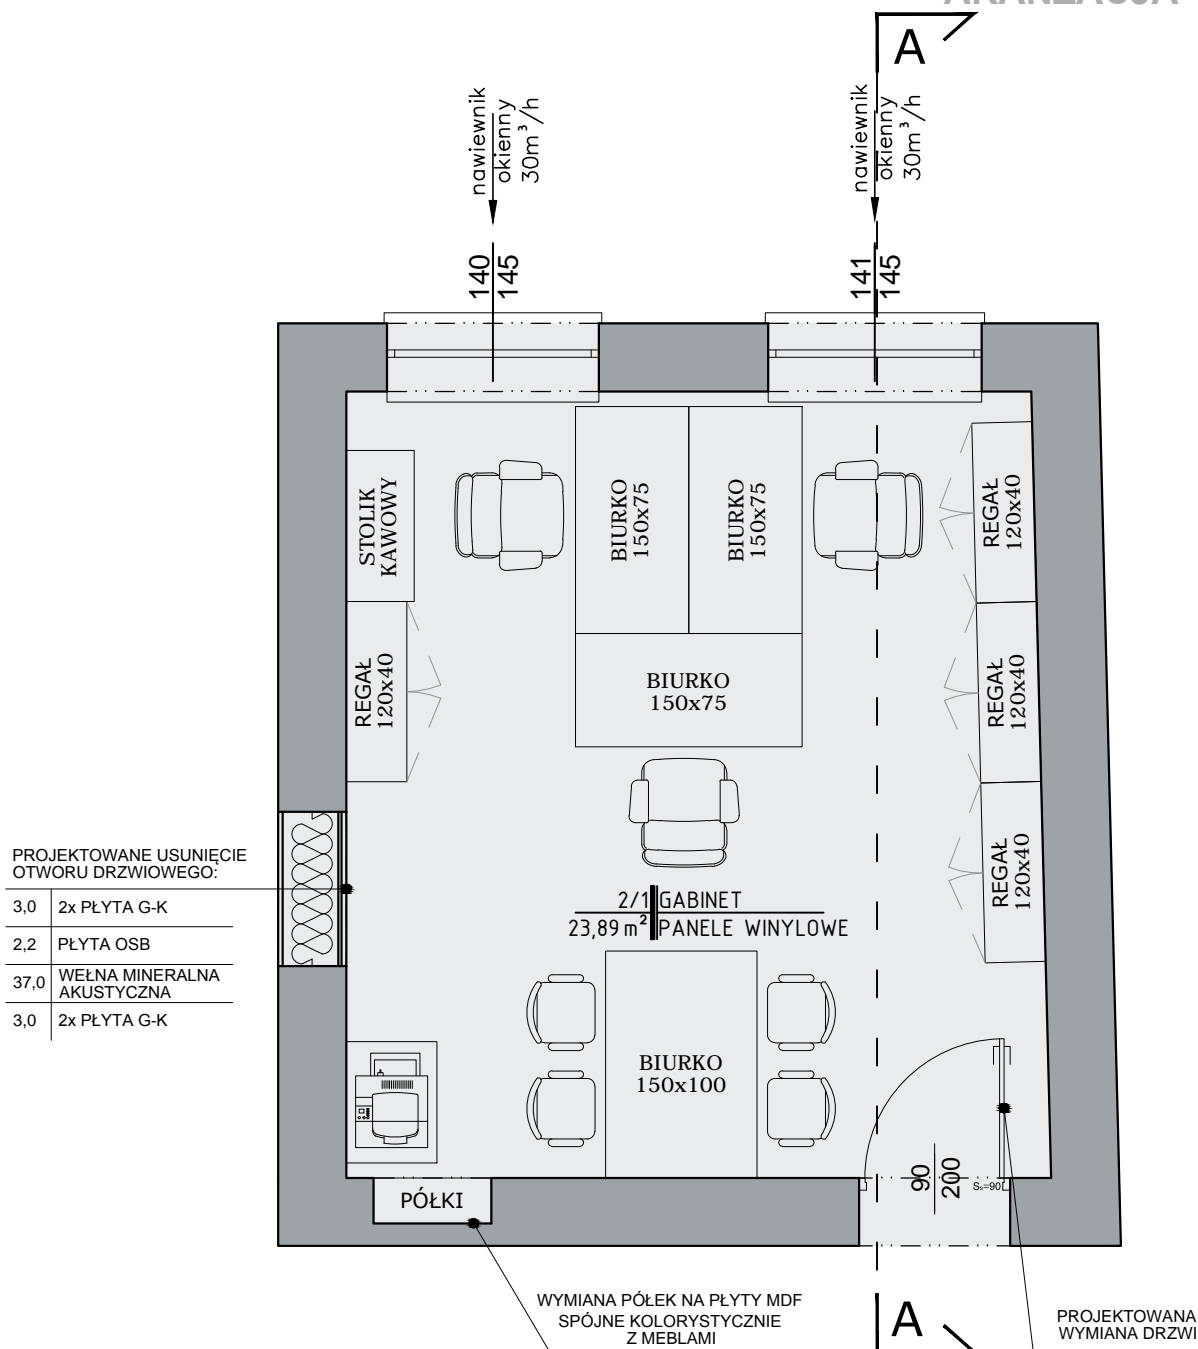 A
nawiewnik
okienny
30m³/h
nawiewnik
okienny
30m³/h
140
145
141
145
STOLIK
KAWOWY
BIURKO
150x75
BIURKO
150x75
REGAŁ
120x40
REGAŁ
120x40
BIURKO
150x75
REGAŁ
120x40
REGAŁ
120x40
PROJEKTOWANE USUNIĘCIE
OTWORU DRZWIOWEGO:
3,0 2x PŁYTA G-K
2,2 PŁYTA OSB
37,0 WEŁNA MINERALNA
AKUSTYCZNA
3,0 2x PŁYTA G-K
2/1 GABINET
23,89 m² PANELE WINYLOWE
BIURKO
150x100
90
200
Sₛ=90
PÓŁKI
WYMIANA PÓŁEK NA PŁYTY MDF
SPÓJNE KOLORYSTYCZNIE
Z MEBLAMI
A
PROJEKTOWANA
WYMIANA DRZWI